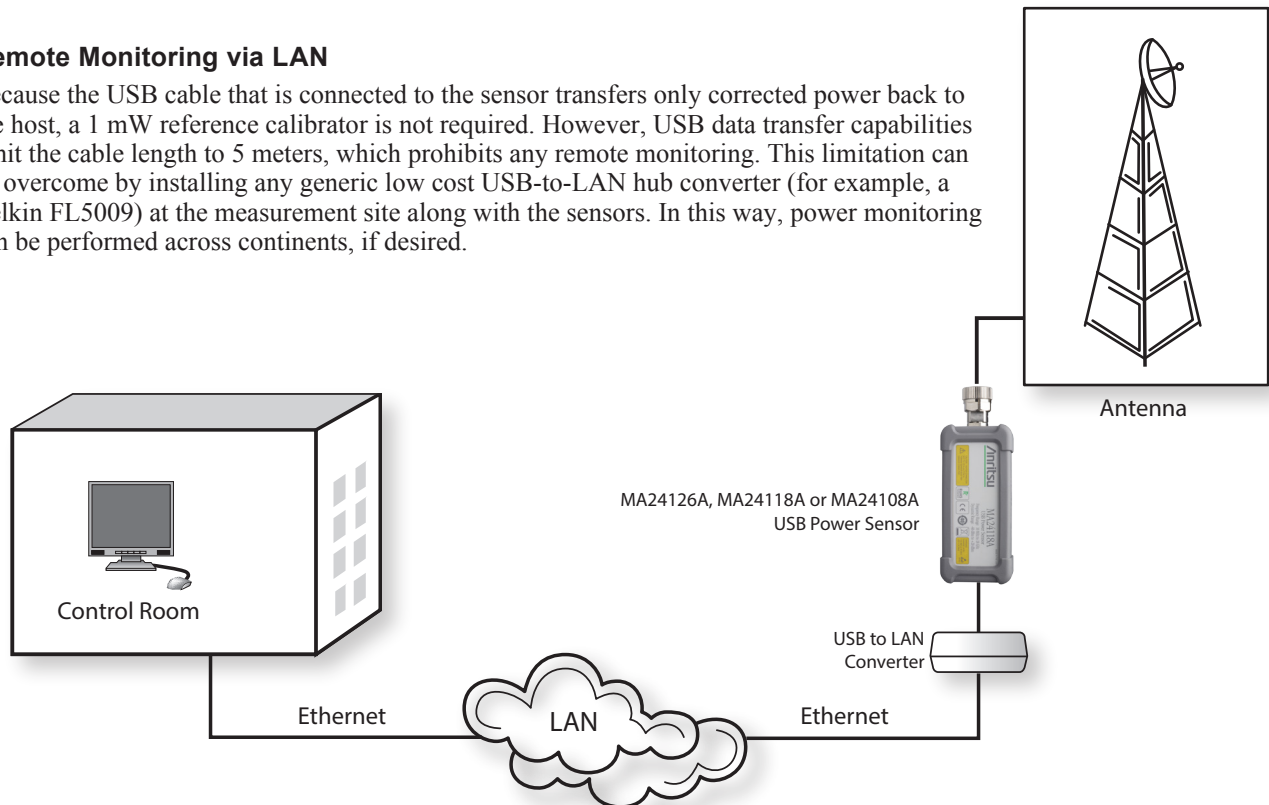 emote Monitoring via LAN
ecause the USB cable that is connected to the sensor transfers only corrected power back to
e host, a 1 mW reference calibrator is not required. However, USB data transfer capabilities
nit the cable length to 5 meters, which prohibits any remote monitoring. This limitation can
overcome by installing any generic low cost USB-to-LAN hub converter (for example, a
elkin FL5009) at the measurement site along with the sensors. In this way, power monitoring
n be performed across continents, if desired.
Antenna
MA24126A, MA24118A or MA24108A
USB Power Sensor
Anritsu
MA24118A
Control Room
USB to LAN
Converter
Ethernet
LAN
Ethernet